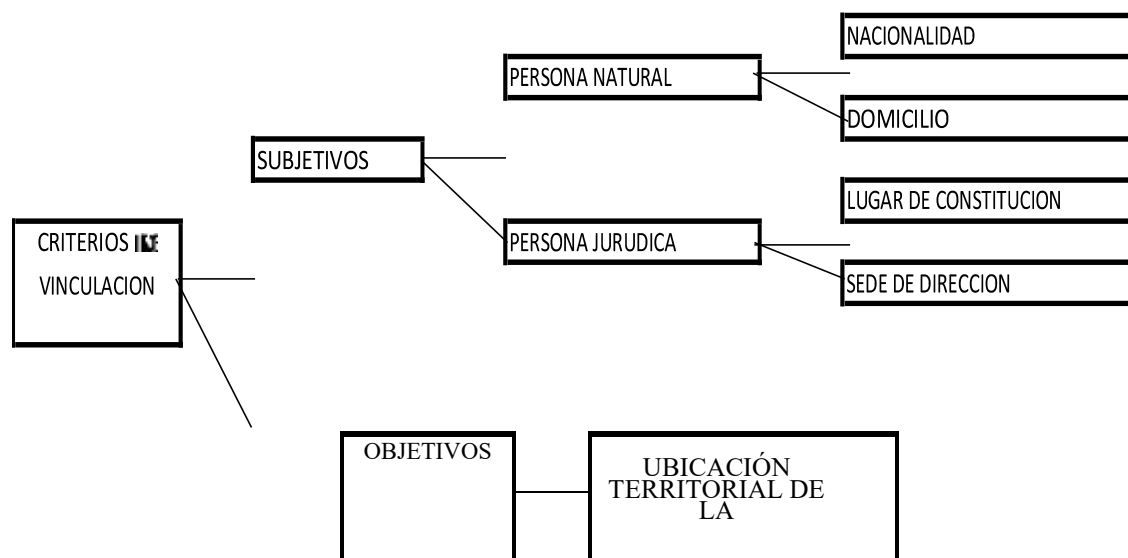 NACIONALIDAD
PERSONA NATURAL
DOMICILIO
SUBJETIVOS
LUGAR DE CONSTITUCION
CRITERIOS
VINCULACION
PERSONA JURUDICA
SEDE DE DIRECCION
OBJETIVOS
UBICACIÓN
TERRITORIAL DE
LA